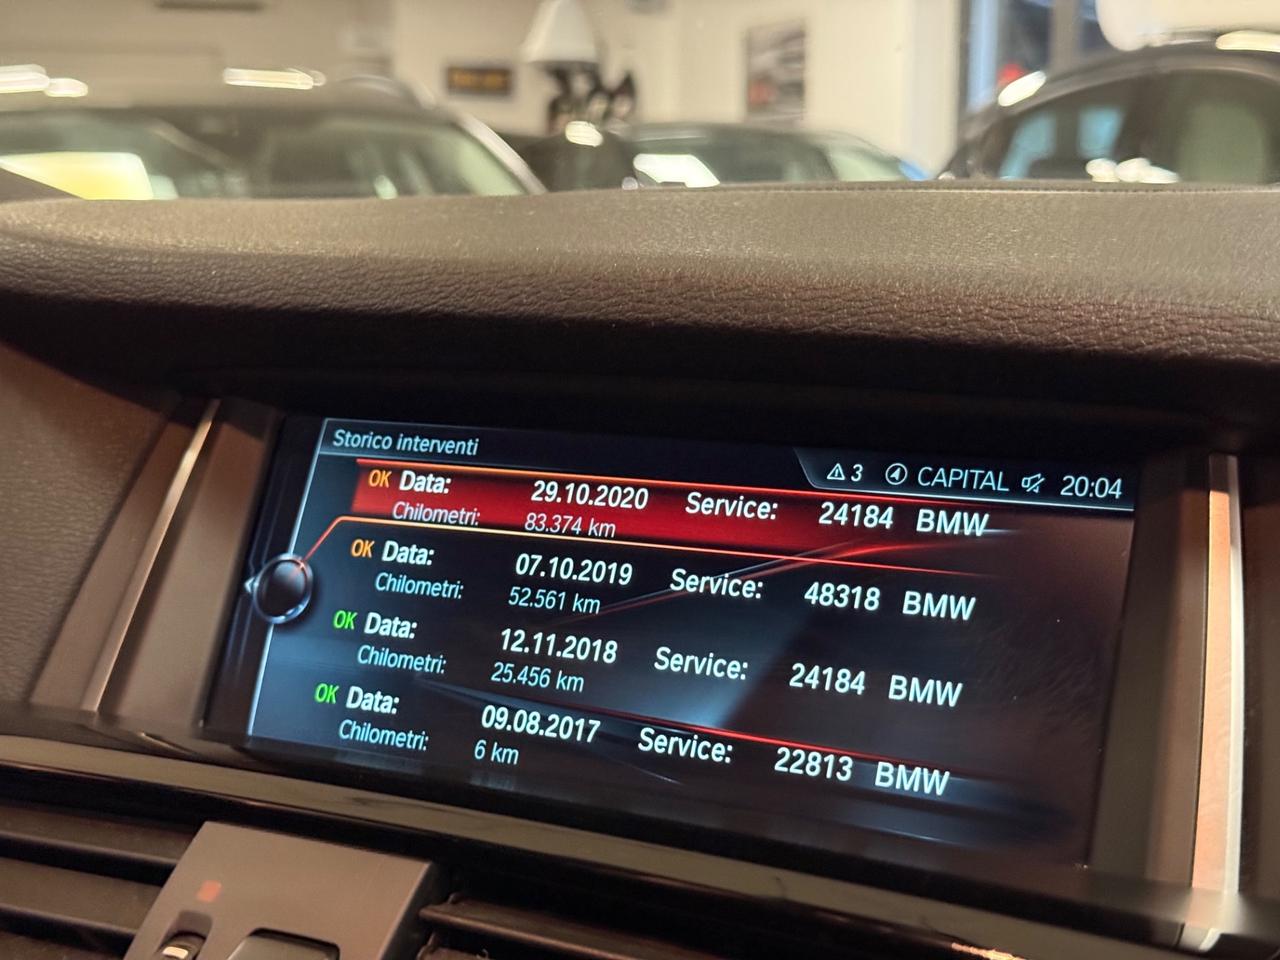 Storico interventi
3 CAPITAL 20:04
OK Data: 29.10.2020 Service: 24184 BMW
Chilometri: 83.374 km
OK Data: 07.10.2019 Service: 48318 BMW
Chilometri: 52.561 km
OK Data: 12.11.2018 Service: 24184 BMW
Chilometri: 25.456 km
OK Data: 09.08.2017 Service: 22813 BMW
Chilometri: 6 km